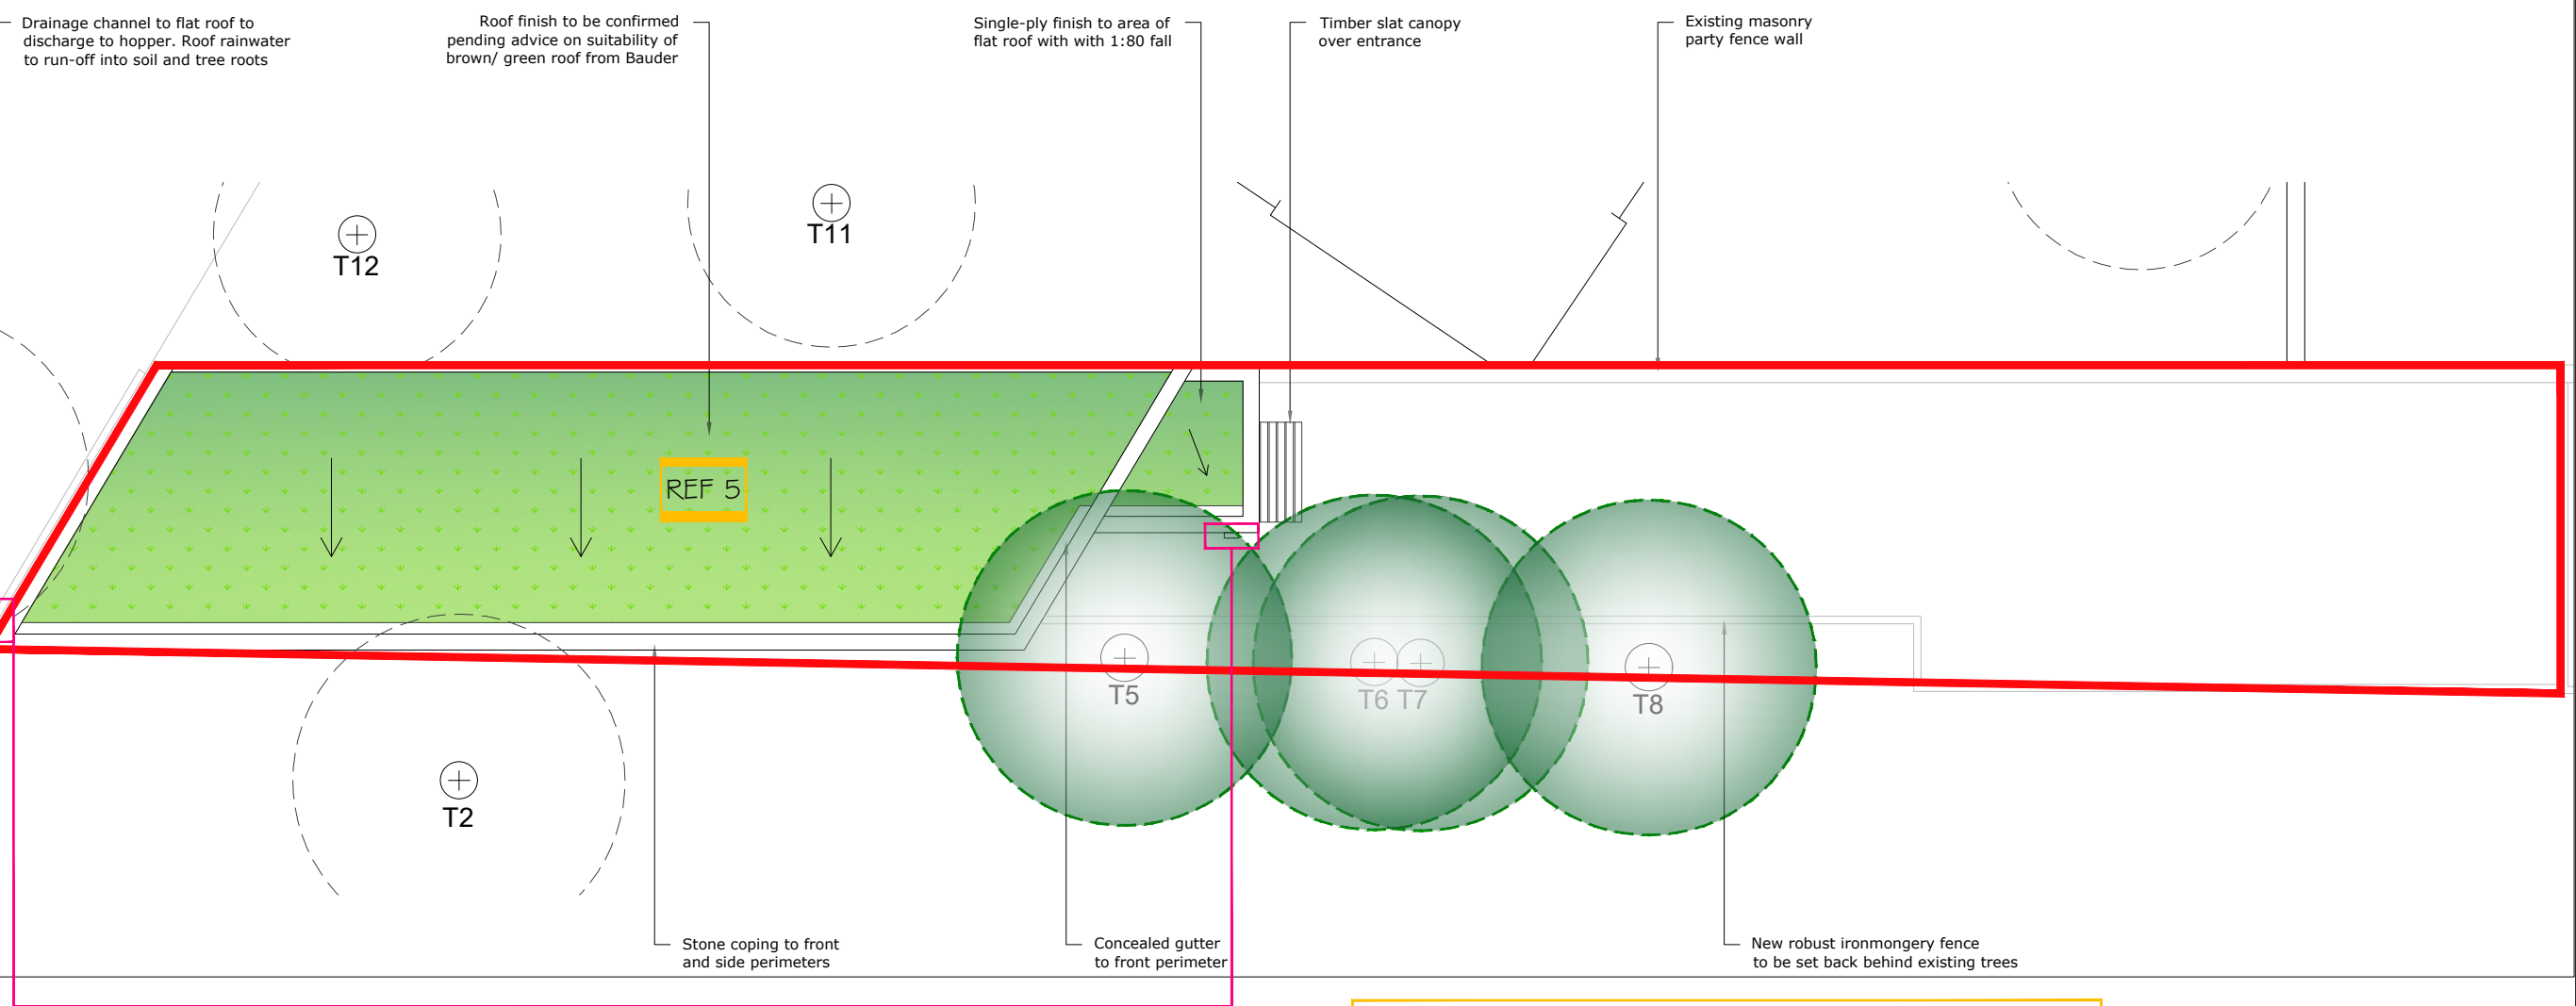 Drainage channel to flat roof to
discharge to hopper. Roof rainwater
to run-off into soil and tree roots
Roof finish to be confirmed
pending advice on suitability of
brown/ green roof from Bauder
Single-ply finish to area of
flat roof with with 1:80 fall
Timber slat canopy
over entrance
Existing masonry
party fence wall
T12
T11
REF 5
T5
T6 T7
T8
T2
Stone coping to front
and side perimeters
Concealed gutter
to front perimeter
New robust ironmongery fence
to be set back behind existing trees